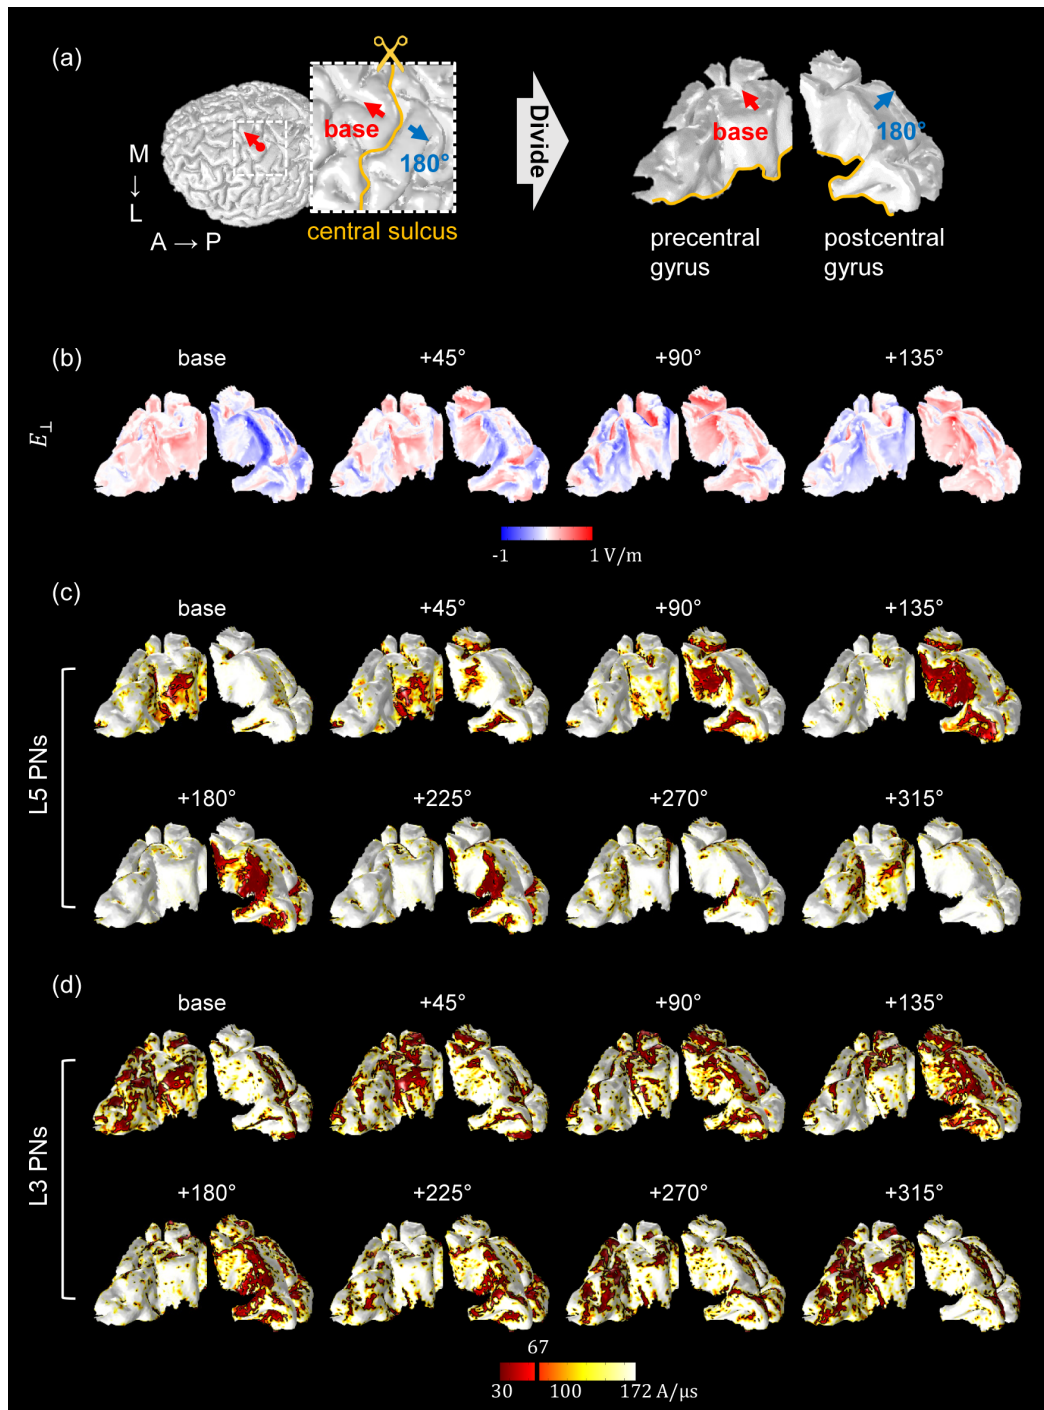 (a)
base
180°
M
↓
L
A → P
central sulcus
Divide
base
180°
precentral
gyrus
postcentral
gyrus
(b)
base
+45°
+90°
+135°
E⊥
-1
1 V/m
(c)
base
+45°
+90°
+135°
L5 PNs
+180°
+225°
+270°
+315°
(d)
base
+45°
+90°
+135°
L3 PNs
+180°
+225°
+270°
+315°
67
30
100
172 A/μs